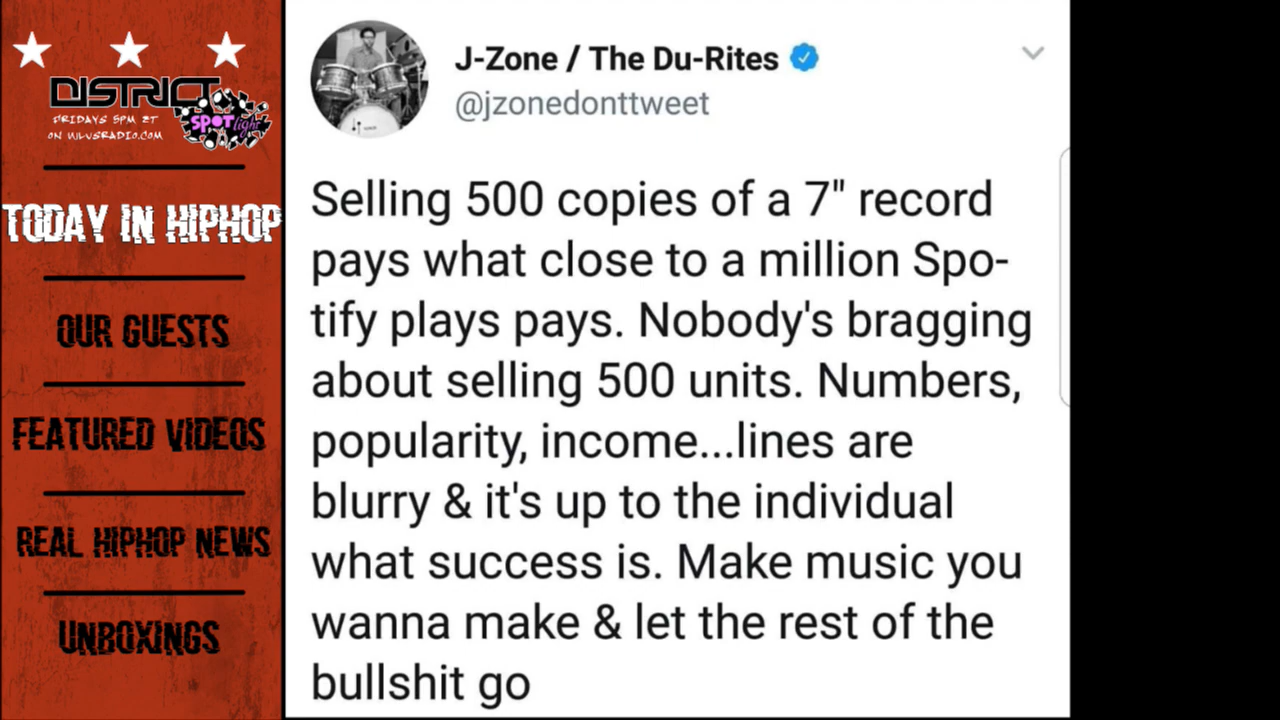 DISTRICT
SPOTlight
FRIDAYS 5PM ET
ON WLVSRADIO.COM
TODAY IN HIPHOP
OUR GUESTS
FEATURED VIDEOS
REAL HIPHOP NEWS
UNBOXINGS
J-Zone / The Du-Rites
@jzonedonttweet
Selling 500 copies of a 7" record
pays what close to a million Spo-
tify plays pays. Nobody's bragging
about selling 500 units. Numbers,
popularity, income...lines are
blurry & it's up to the individual
what success is. Make music you
wanna make & let the rest of the
bullshit go